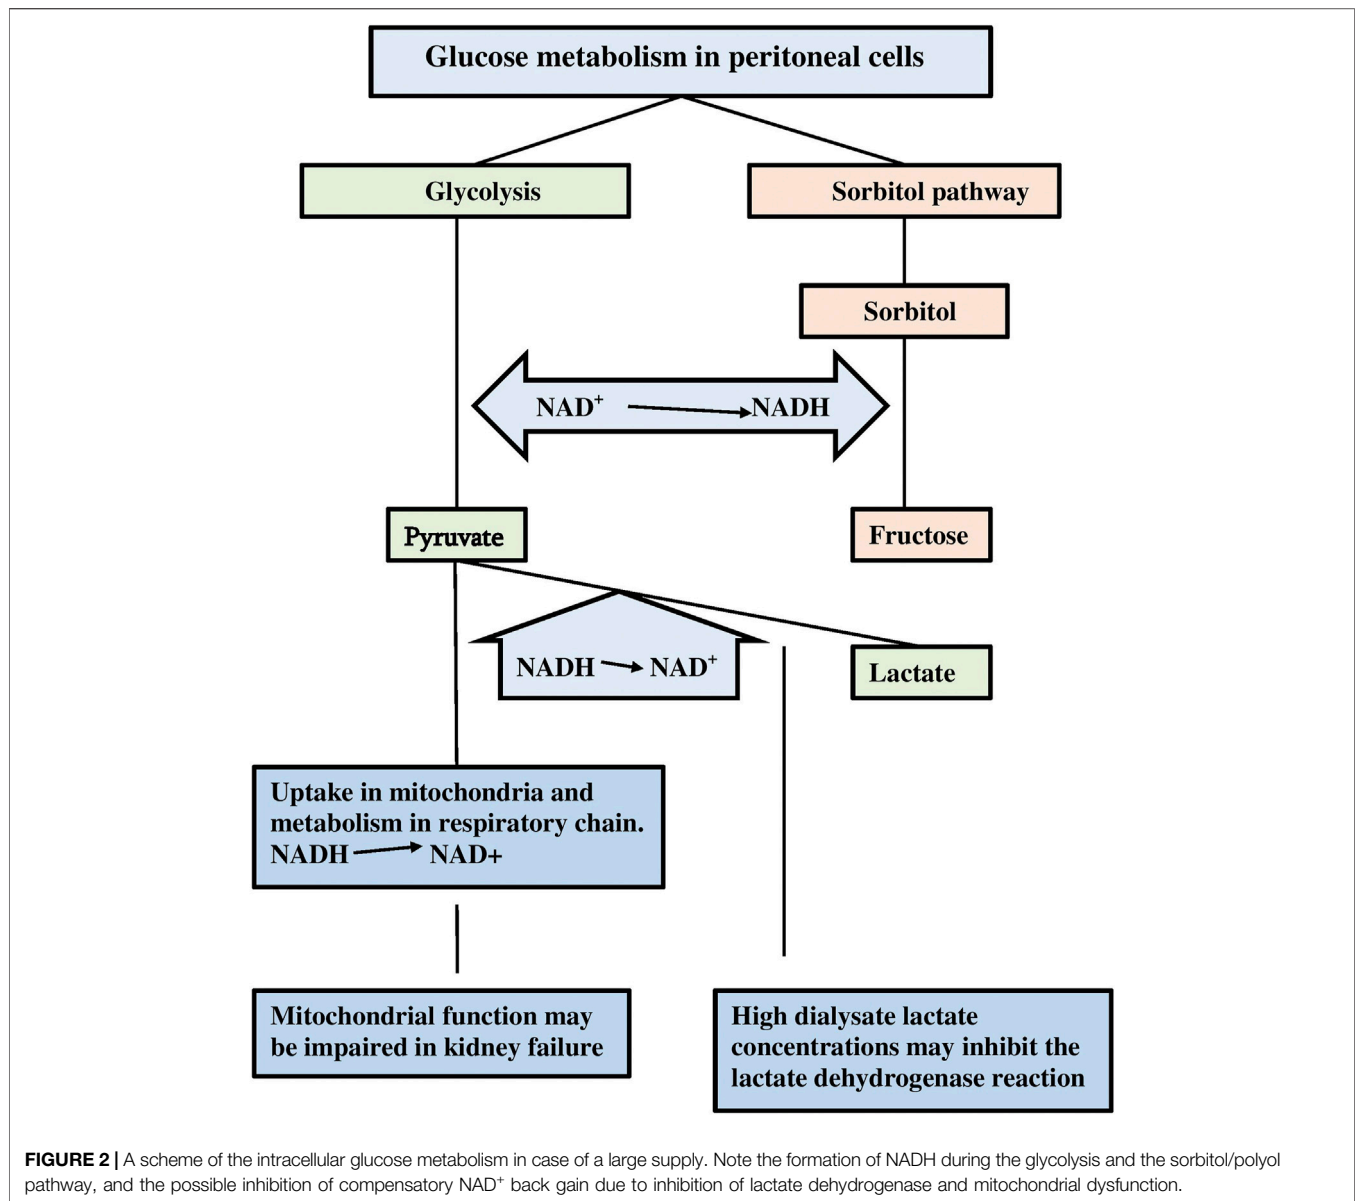 Glucose metabolism in peritoneal cells
Glycolysis
Sorbitol pathway
Sorbitol
NAD⁺ → NADH
Pyruvate
Fructose
NADH → NAD⁺
Lactate
Uptake in mitochondria and
metabolism in respiratory chain.
NADH → NAD+
Mitochondrial function may
be impaired in kidney failure
High dialysate lactate
concentrations may inhibit the
lactate dehydrogenase reaction
FIGURE 2 | A scheme of the intracellular glucose metabolism in case of a large supply. Note the formation of NADH during the glycolysis and the sorbitol/polyol
pathway, and the possible inhibition of compensatory NAD⁺ back gain due to inhibition of lactate dehydrogenase and mitochondrial dysfunction.